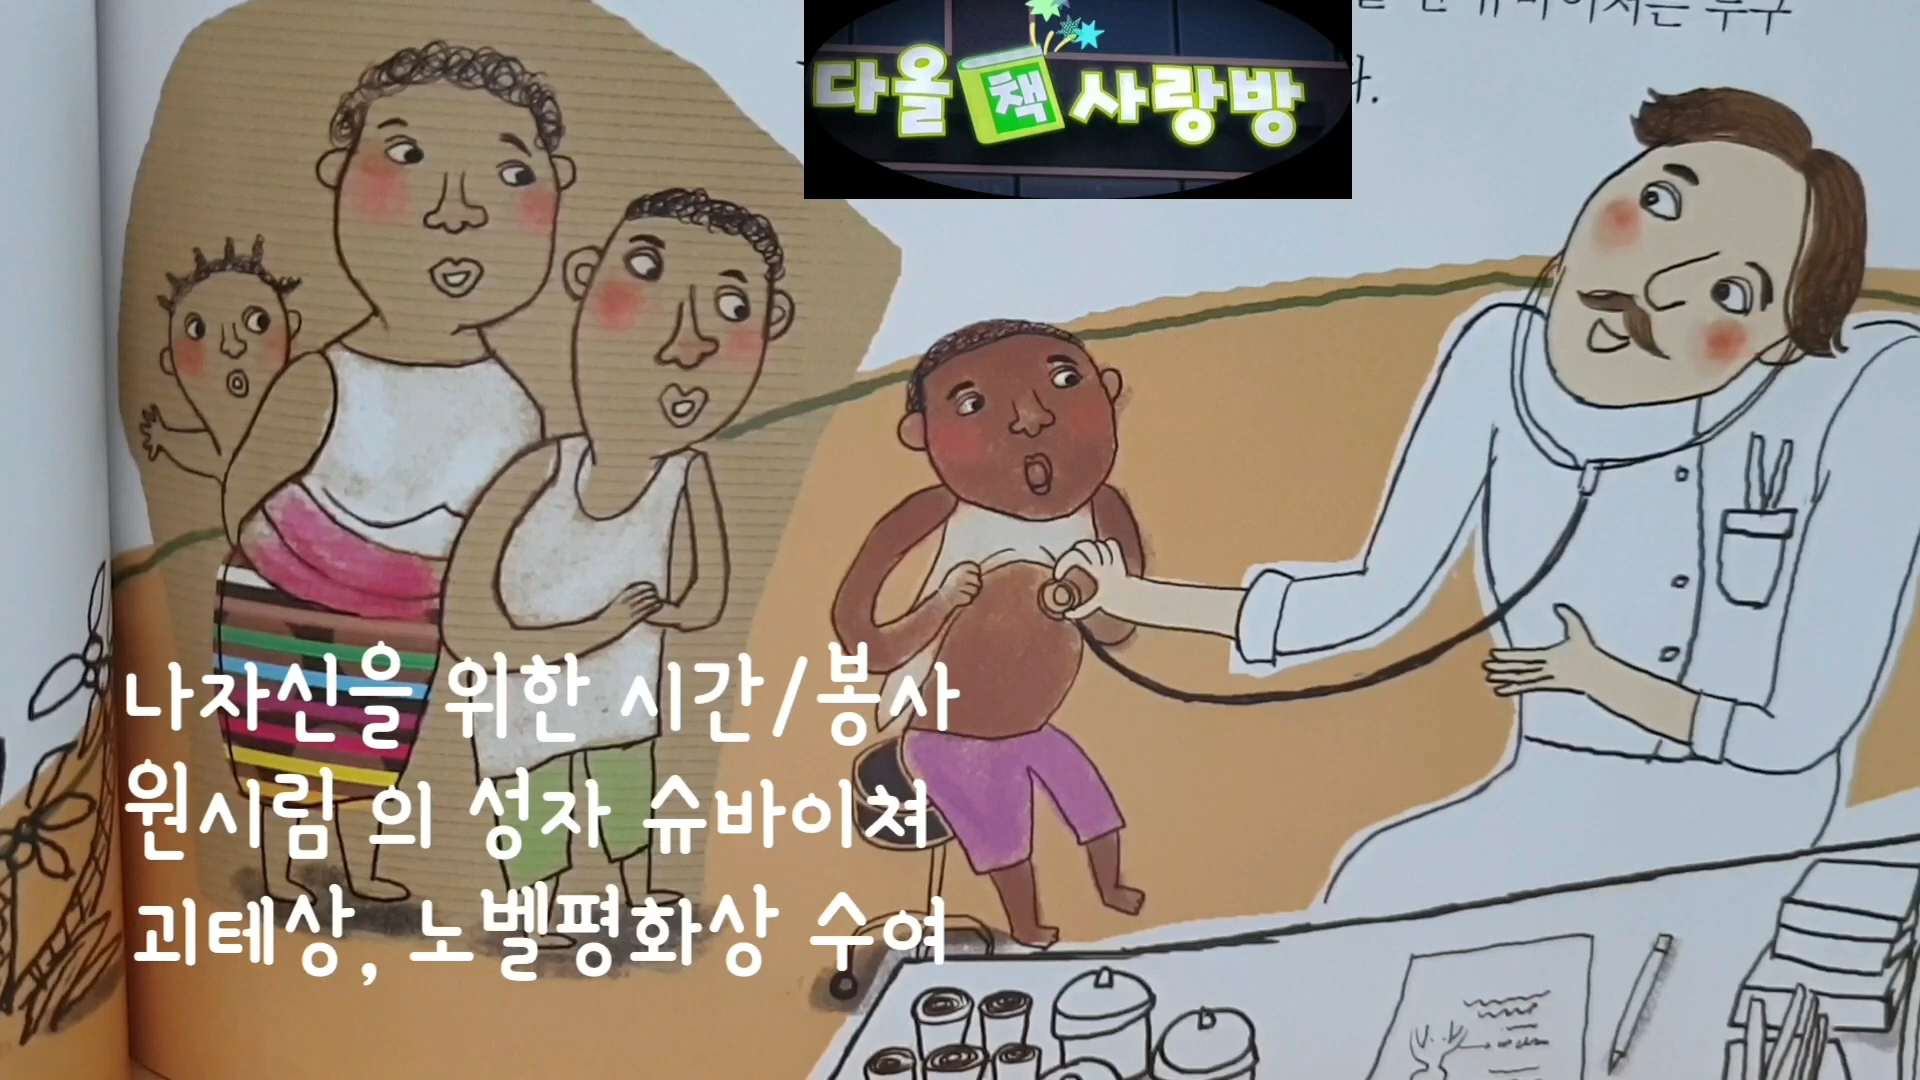 다올 책 사랑방
나자신을 위한 시간/봉사
원시림 의 성자 슈바이쳐
괴테상, 노벨평화상 수여